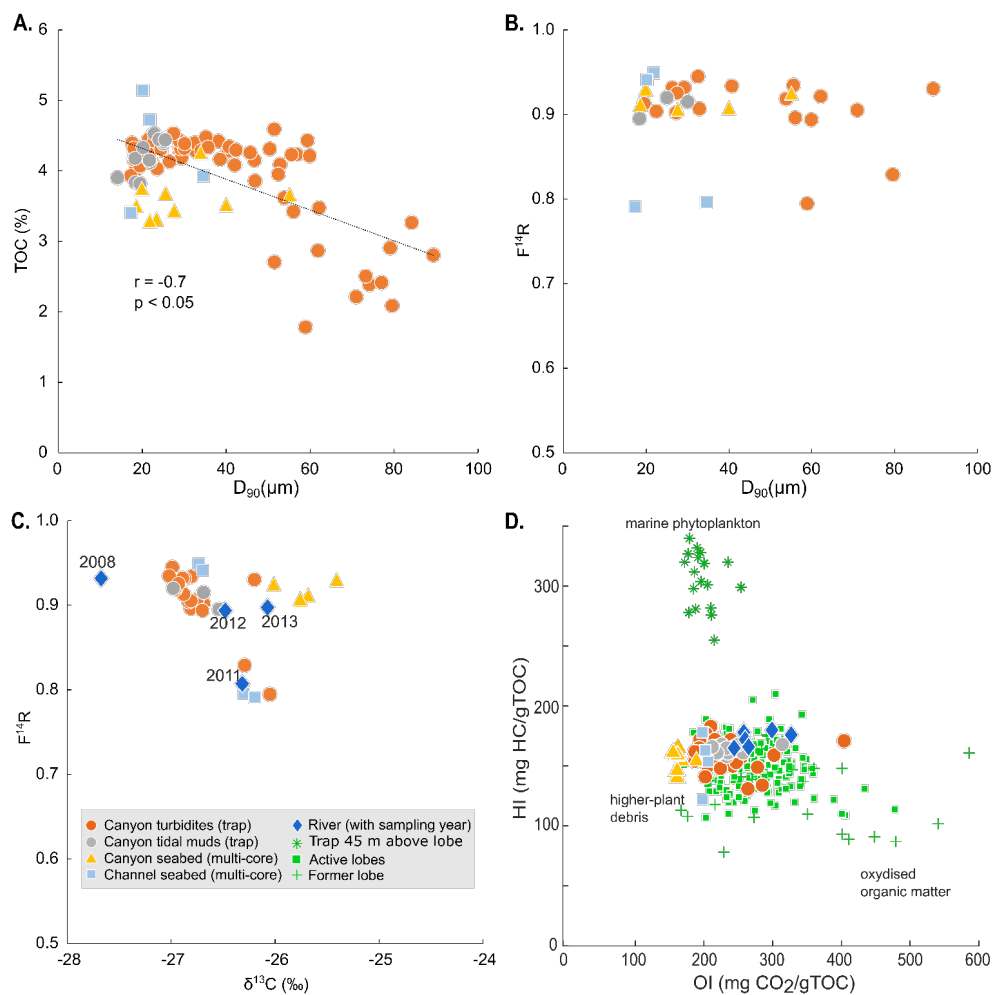 A.
6
5
4
3
2
1
0
TOC (%)
r = -0.7
p < 0.05
0
20
40
60
80
100
D90(µm)
B.
1.0
0.9
0.8
0.7
0.6
0.5
F14R
0
20
40
60
80
100
D90(µm)
C.
1.0
0.9
0.8
0.7
0.6
0.5
F14R
2008
2012
2013
2011
Canyon turbidites (trap)
Canyon tidal muds (trap)
Canyon seabed (multi-core)
Channel seabed (multi-core)
River (with sampling year)
Trap 45 m above lobe
Active lobes
Former lobe
-28
-27
-26
-25
-24
δ13C (‰)
D.
marine phytoplankton
300
200
100
0
HI (mg HC/gTOC)
higher-plant
debris
oxydised
organic matter
100
200
300
400
500
600
OI (mg CO2/gTOC)